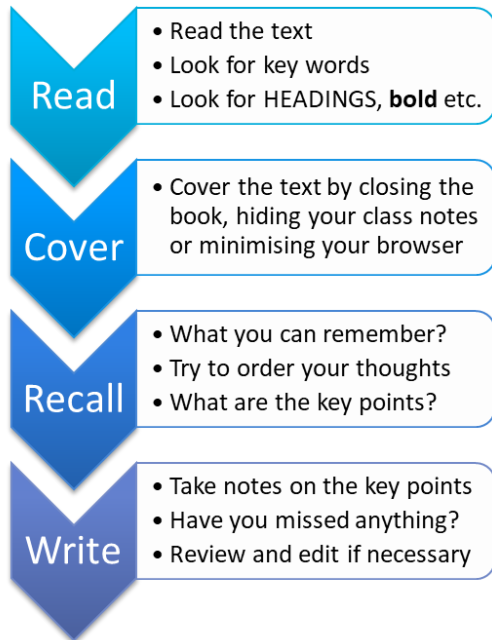 Read
• Read the text
• Look for key words
• Look for HEADINGS, bold etc.
Cover
• Cover the text by closing the
book, hiding your class notes
or minimising your browser
Recall
• What you can remember?
• Try to order your thoughts
• What are the key points?
Write
• Take notes on the key points
• Have you missed anything?
• Review and edit if necessary